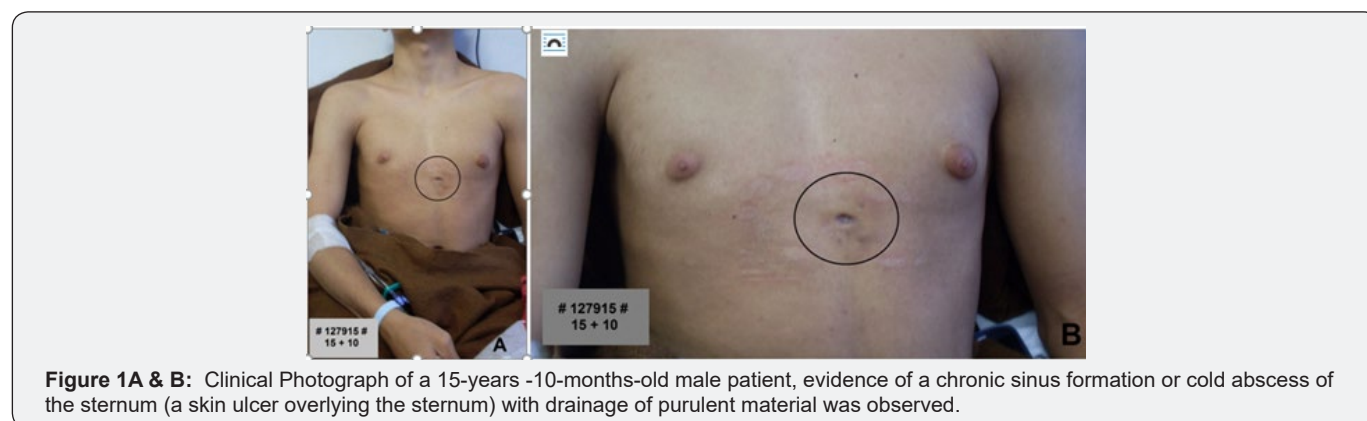 # 127915 #
15 + 10
A
# 127915 #
15 + 10
B
Figure 1A & B: Clinical Photograph of a 15-years -10-months-old male patient, evidence of a chronic sinus formation or cold abscess of
the sternum (a skin ulcer overlying the sternum) with drainage of purulent material was observed.